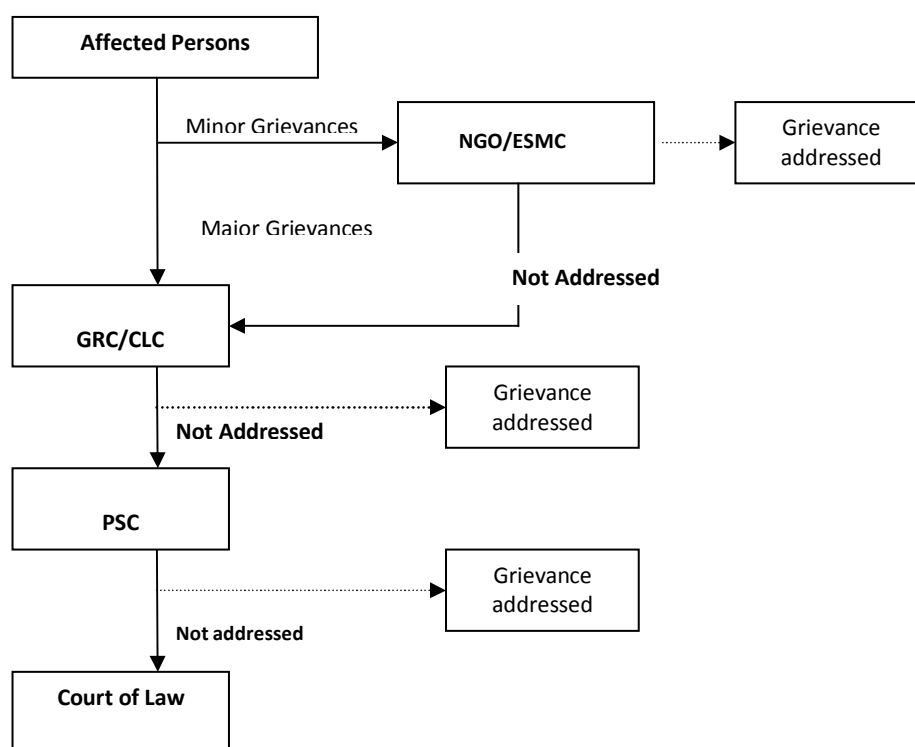 Affected Persons
Minor Grievances
NGO/ESMC
Grievance
addressed
Maior Grievances
Not Addressed
GRC/CLC
Grievance
addressed
Not Addressed
PSC
Grievance
addressed
Not addressed
Court of Law